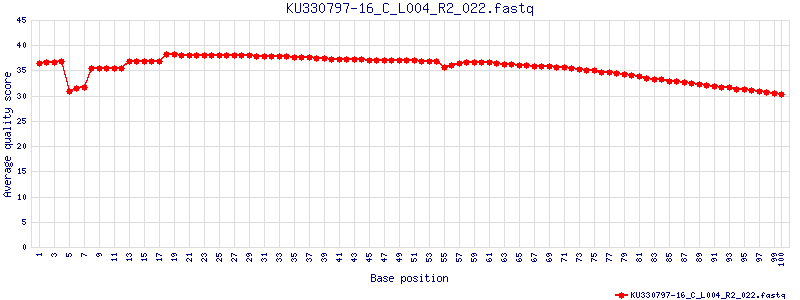 KU330797-16_C_L004_R2_022.fastq
Average quality score
45
40
35
30
25
20
15
10
5
0
1 3 5 7 9 11 13 15 17 19 21 23 25 27 29 31 33 35 37 39 41 43 45 47 49 51 53 55 57 59 61 63 65 67 69 71 73 75 77 79 81 83 85 87 89 91 93 95 97 99 100
Base position
KU330797-16_C_L004_R2_022.fastq